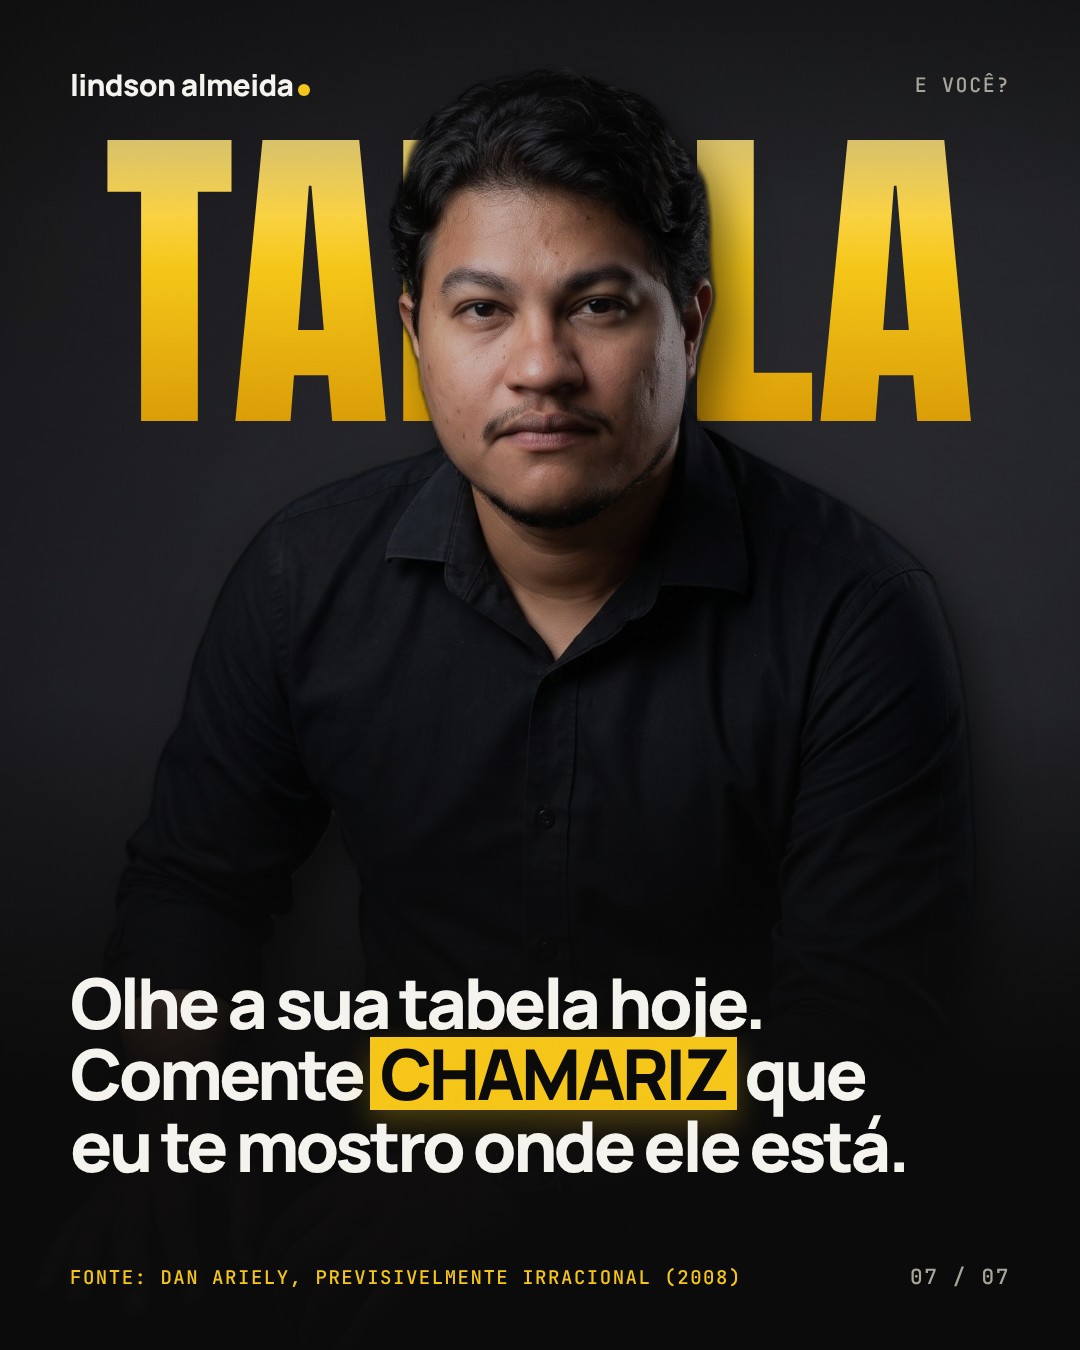 lindson almeida.
E VOCÊ?
TABELA
Olhe a sua tabela hoje.
Comente CHAMARIZ que
eu te mostro onde ele está.
FONTE: DAN ARIELY, PREVISIVELMENTE IRRACIONAL (2008)
07 / 07